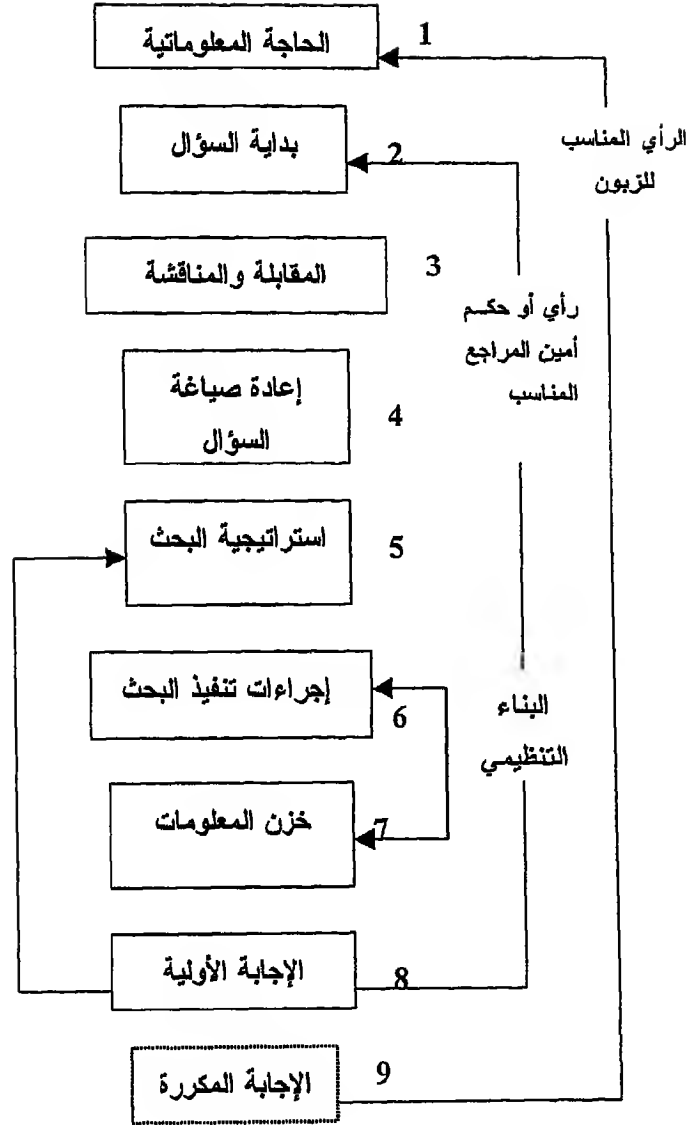 الحاجة المعلوماتية
1
بداية السؤال
2
الرأي المناسب
للزبون
المقابلة والمناقشة
3
رأي أو حكم
أمين المراجع
المناسب
إعادة صياغة
السؤال
4
استراتيجية البحث
5
إجراءات تنفيذ البحث
6
البناء
التنظيمي
خزن المعلومات
7
الإجابة الأولية
8
الإجابة المكررة
9